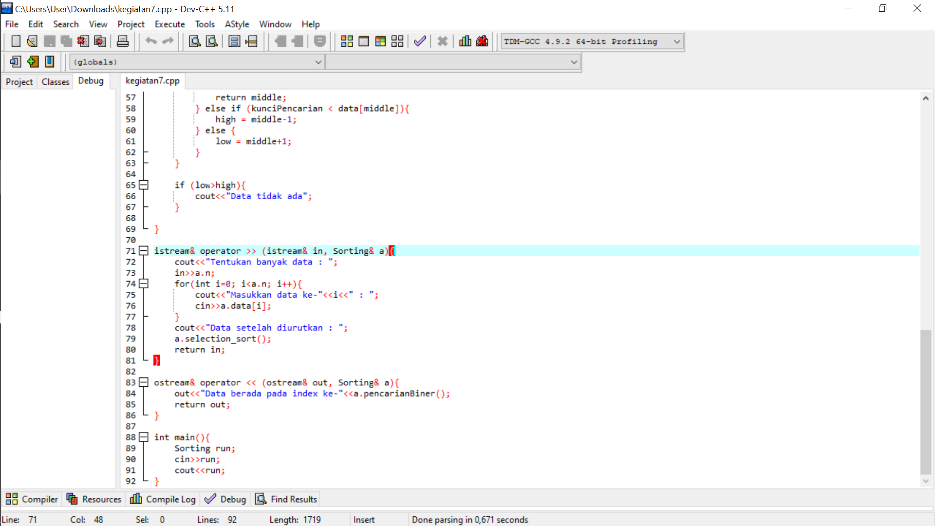 C:\Users\User\Downloads\kegiatan7.cpp - Dev-C++ 5.11
File Edit Search View Project Execute Tools AStyle Window Help
TDM-GCC 4.9.2 64-bit Profiling
(globals)
Project Classes Debug kegiatan7.cpp
57 return middle;
58 } else if (kunciPencarian < data[middle]){
59 high = middle-1;
60 } else {
61 low = middle+1;
62 }
63 }
64
65 if (low>high){
66 cout<<"Data tidak ada";
67 }
68
69 }
70
71 istream& operator >> (istream& in, Sorting& a){
72 cout<<"Tentukan banyak data : ";
73 in>>a.n;
74 for(int i=0; i<a.n; i++){
75 cout<<"Masukkan data ke-"<<i<<" : ";
76 cin>>a.data[i];
77 }
78 cout<<"Data setelah diurutkan : ";
79 a.selection_sort();
80 return in;
81 }
82
83 ostream& operator << (ostream& out, Sorting& a){
84 out<<"Data berada pada index ke-"<<a.pencarianBiner();
85 return out;
86 }
87
88 int main(){
89 Sorting run;
90 cin>>run;
91 cout<<run;
92 }
Compiler Resources Compile Log Debug Find Results
Line: 71 Col: 48 Sel: 0 Lines: 92 Length: 1719 Insert Done parsing in 0,671 seconds